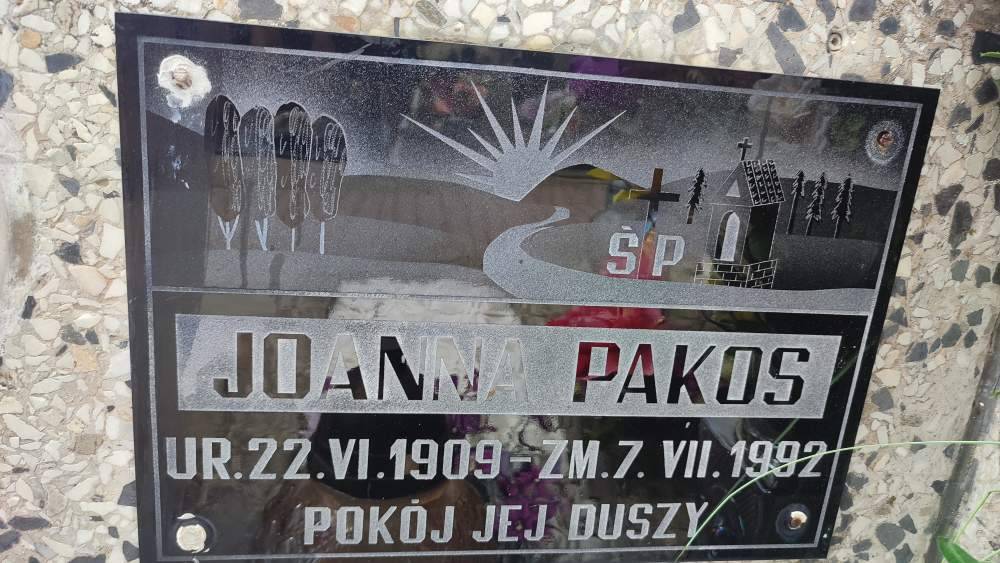 ŚP
JOANNA PAKOS
UR.22.VI.1909-ZM.7.VII.1992
POKÓJ JEJ DUSZY